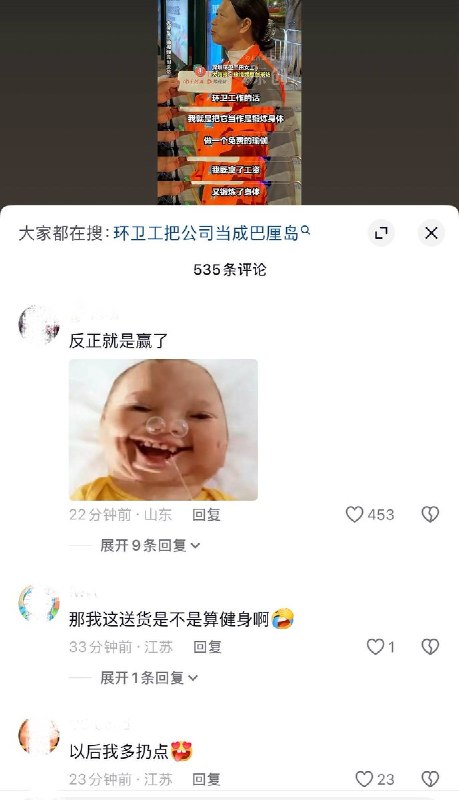 环卫工作的话
我就是把它当作是锻炼身体
做一个免费的瑜伽
我既拿了工资
又锻炼了身体
大家都在搜：环卫工把公司当成巴厘岛
535条评论
反正就是赢了
22分钟前·山东 回复
453
展开9条回复
那我这送货是不是算健身啊
33分钟前·江苏 回复
1
展开1条回复
以后我多扔点
23分钟前·江苏 回复
23